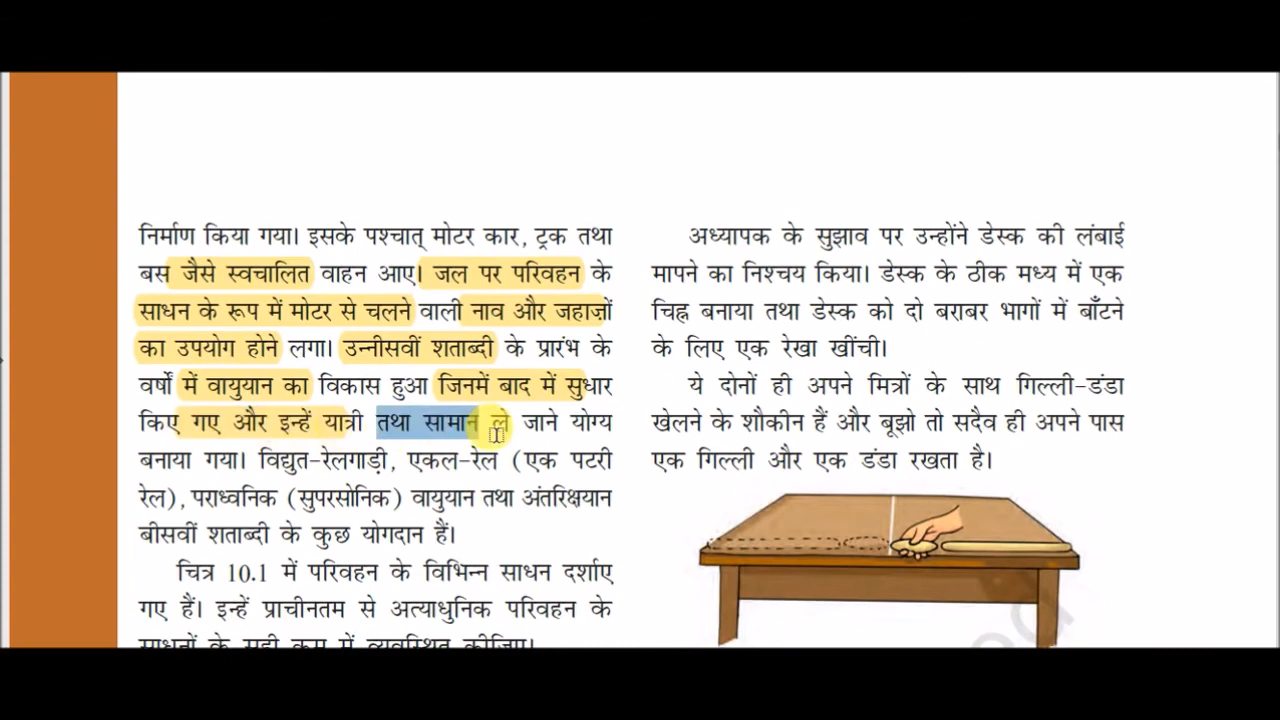 निर्माण किया गया। इसके पश्चात् मोटर कार, ट्रक तथा
बस जैसे स्वचालित वाहन आए। जल पर परिवहन के
साधन के रूप में मोटर से चलने वाली नाव और जहाज़ों
का उपयोग होने लगा। उन्नीसवीं शताब्दी के प्रारंभ के
वर्षों में वायुयान का विकास हुआ जिनमें बाद में सुधार
किए गए और इन्हें यात्री तथा सामान ले जाने योग्य
बनाया गया। विद्युत-रेलगाड़ी, एकल-रेल (एक पटरी
रेल), पराध्वनिक (सुपरसोनिक) वायुयान तथा अंतरिक्षयान
बीसवीं शताब्दी के कुछ योगदान हैं।
चित्र 10.1 में परिवहन के विभिन्न साधन दर्शाए
गए हैं। इन्हें प्राचीनतम से अत्याधुनिक परिवहन के
साधनों के सही क्रम में व्यवस्थित कीजिए।
अध्यापक के सुझाव पर उन्होंने डेस्क की लंबाई
मापने का निश्चय किया। डेस्क के ठीक मध्य में एक
चिह्न बनाया तथा डेस्क को दो बराबर भागों में बाँटने
के लिए एक रेखा खींची।
ये दोनों ही अपने मित्रों के साथ गिल्ली-डंडा
खेलने के शौकीन हैं और बूझो तो सदैव ही अपने पास
एक गिल्ली और एक डंडा रखता है।